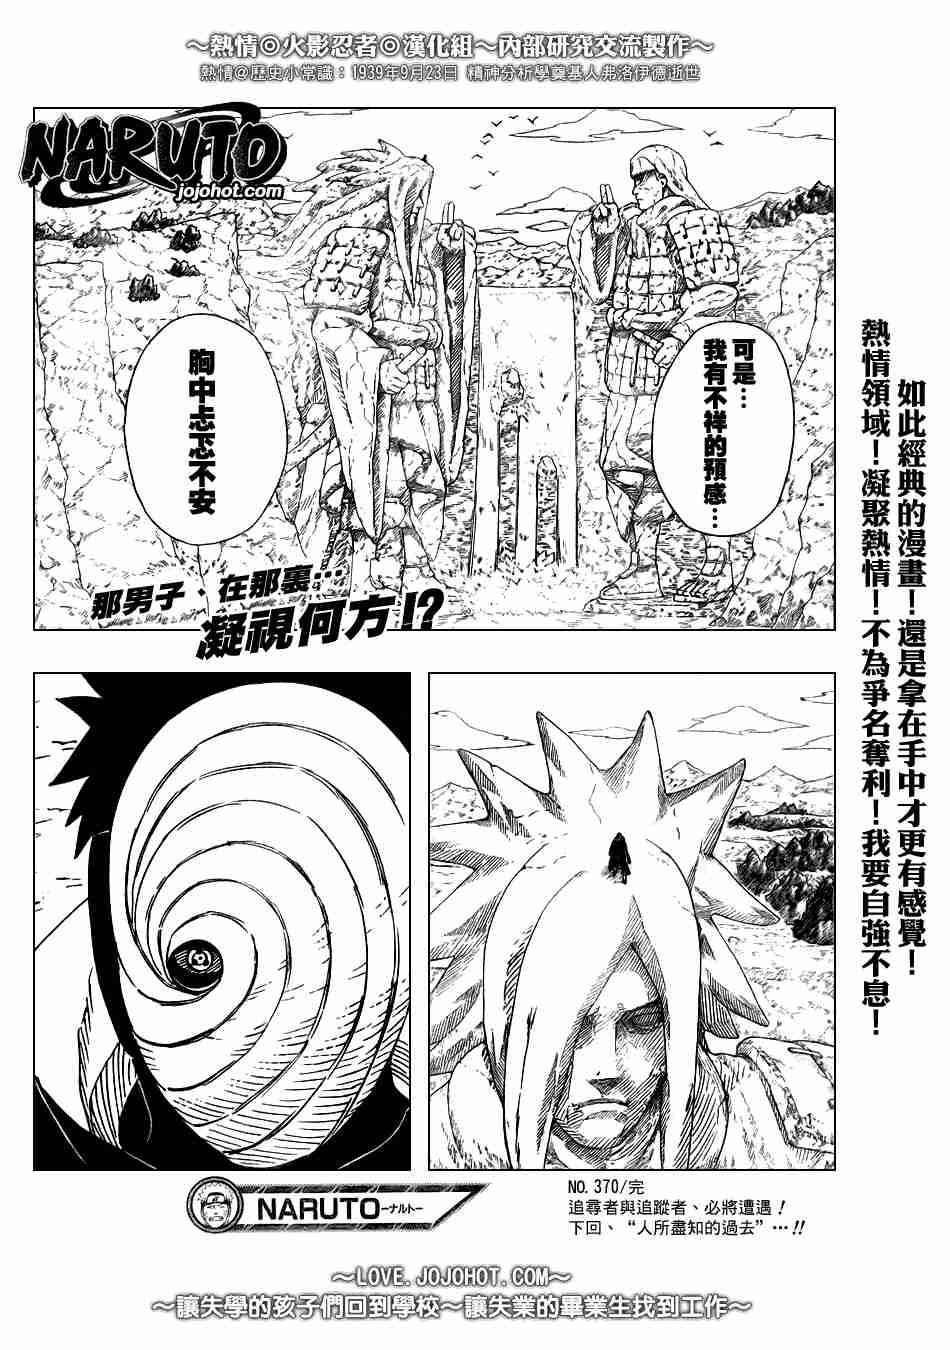 ～熱情◎火影忍者◎漢化組～內部研究交流製作～
熱情@歷史小常識：1939年9月23日 精神分析學奠基人弗洛伊德逝世
NARUTO
jojohot.com
可是…
我有不祥的預感…
胸中忐忑不安
那男子．在那裏…
凝視何方!?
如此經典的漫畫！還是拿在手中才更有感覺！
熱情領域！凝聚熱情！不為爭名奪利！我要自強不息！
NARUTO—ナルト—
NO. 370/完
追尋者與追蹤者、必將遭遇！
下回、“人所盡知的過去”…!!
～LOVE.JOJOHOT.COM～
～讓失學的孩子們回到學校～讓失業的畢業生找到工作～